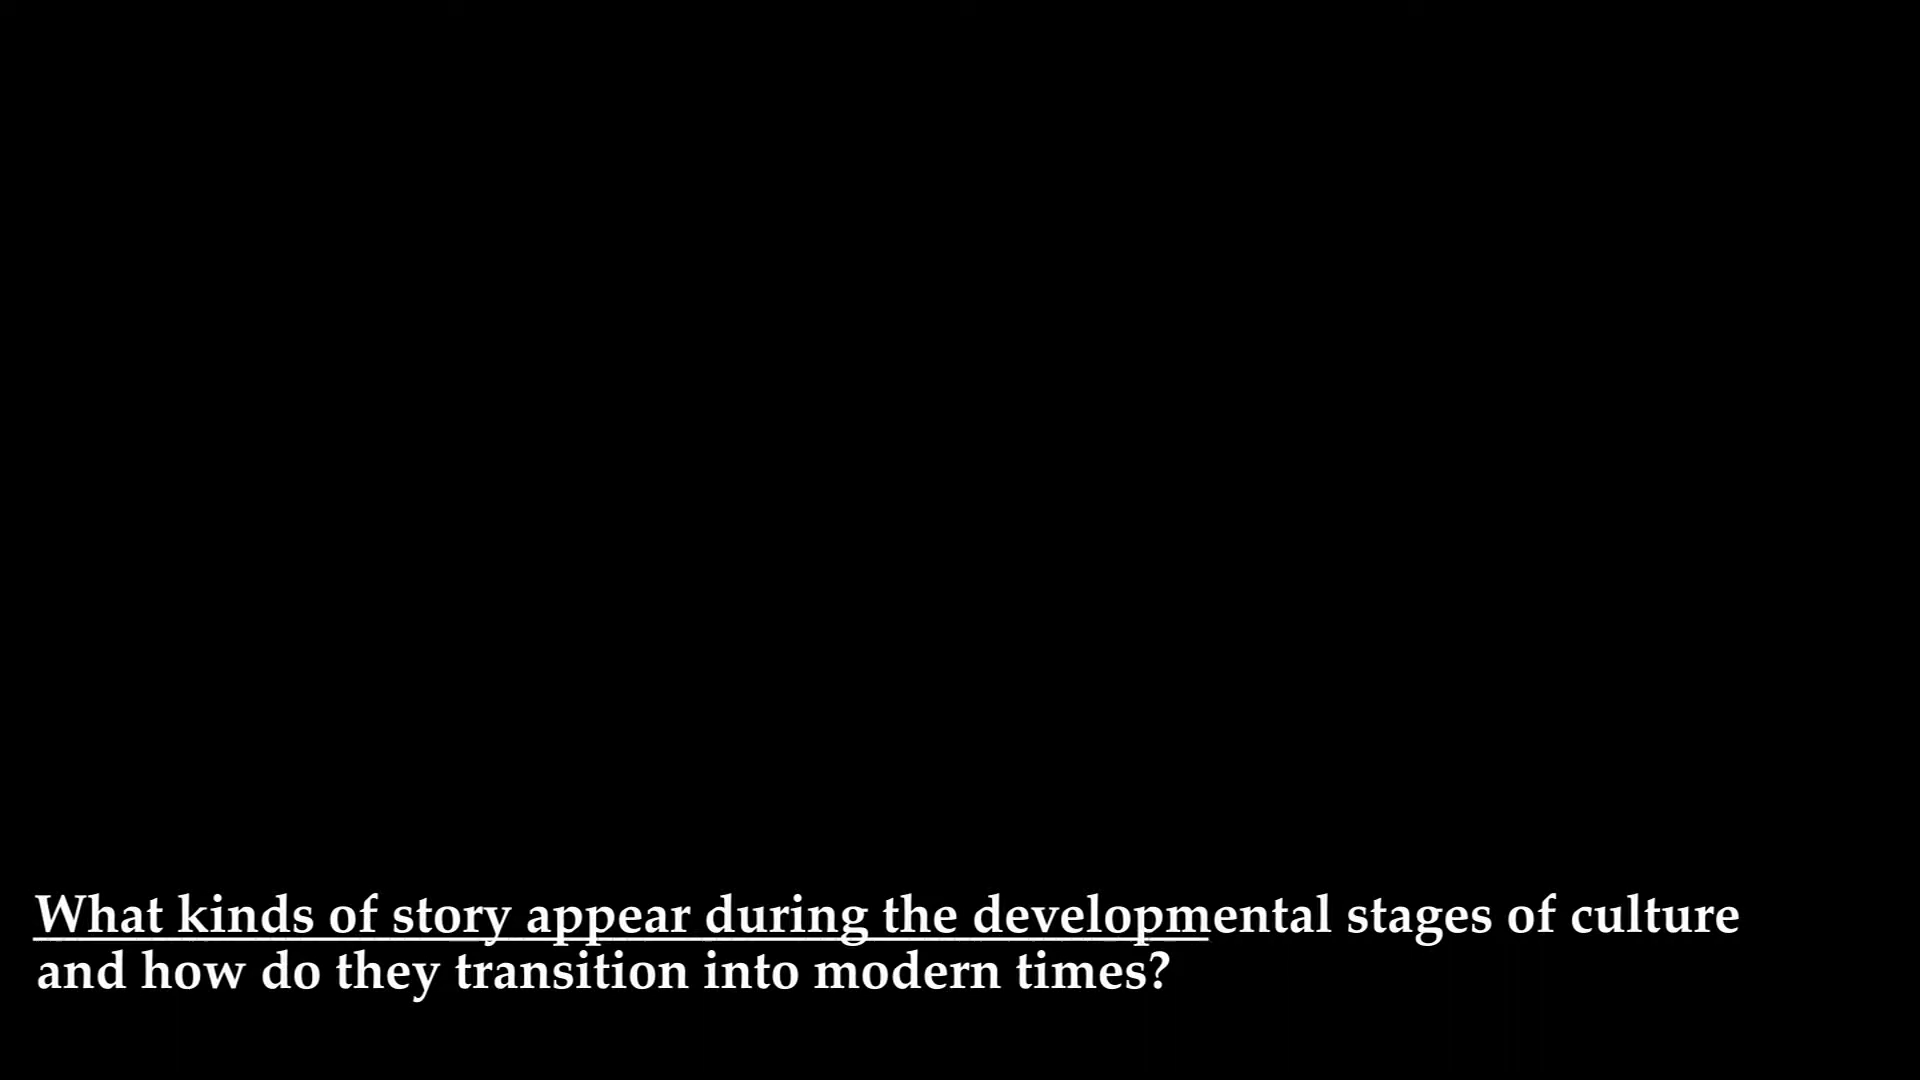 What kinds of story appear during the developmental stages of culture
and how do they transition into modern times?